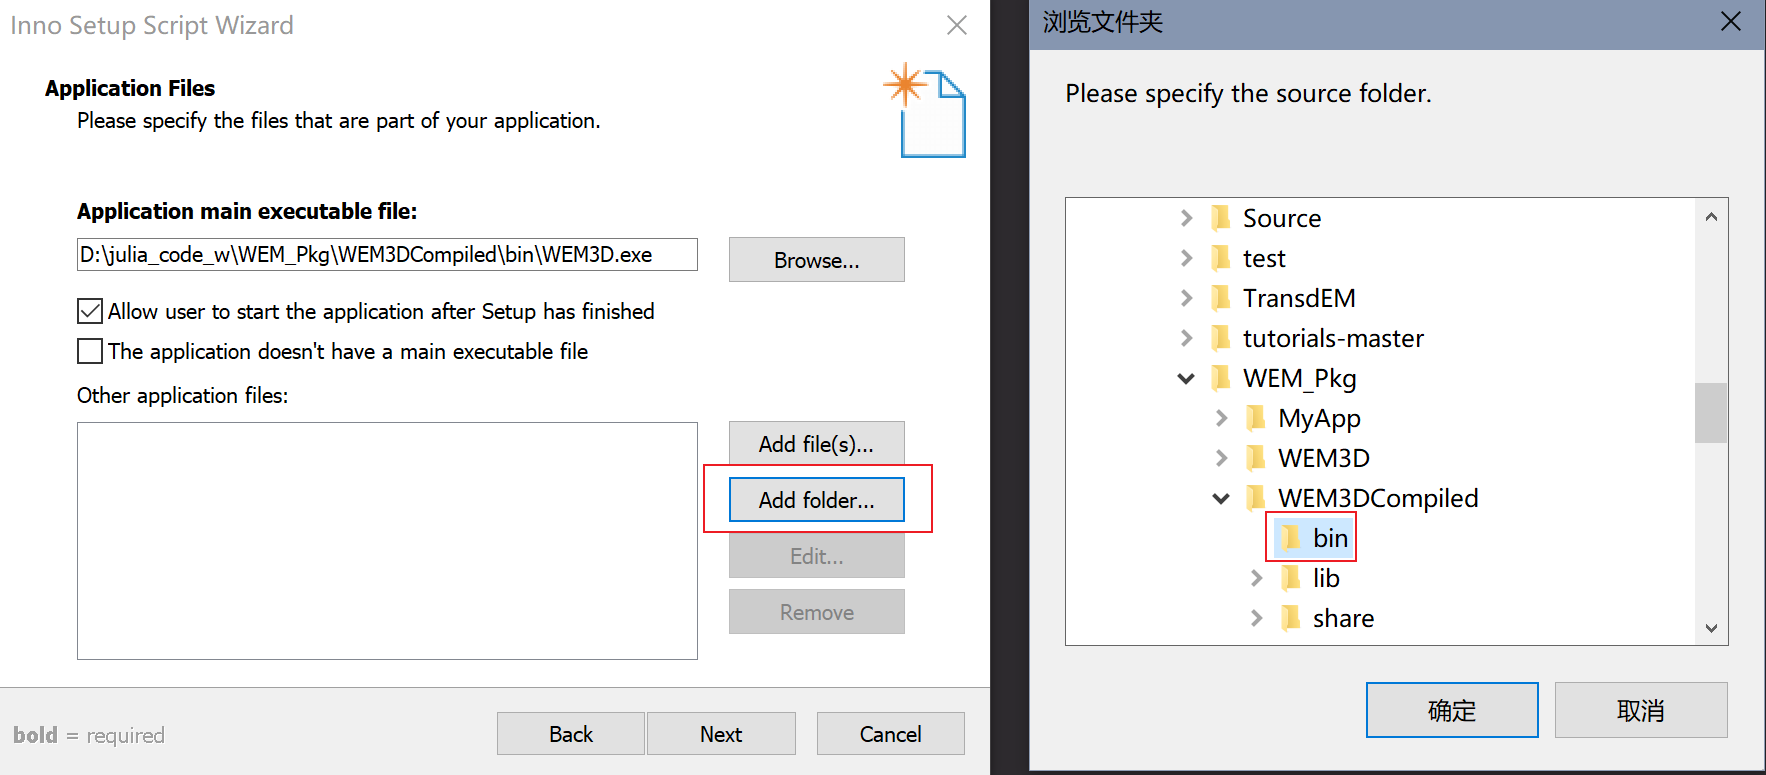 Inno Setup Script Wizard
Application Files
Please specify the files that are part of your application.
Application main executable file:
D:\julia_code_w\WEM_Pkg\WEM3DCompiled\bin\WEM3D.exe
Browse...
Allow user to start the application after Setup has finished
The application doesn't have a main executable file
Other application files:
Add file(s)...
Add folder...
Edit...
Remove
bold = required
Back
Next
Cancel
浏览文件夹
Please specify the source folder.
Source
test
TransdEM
tutorials-master
WEM_Pkg
MyApp
WEM3D
WEM3DCompiled
bin
lib
share
确定
取消